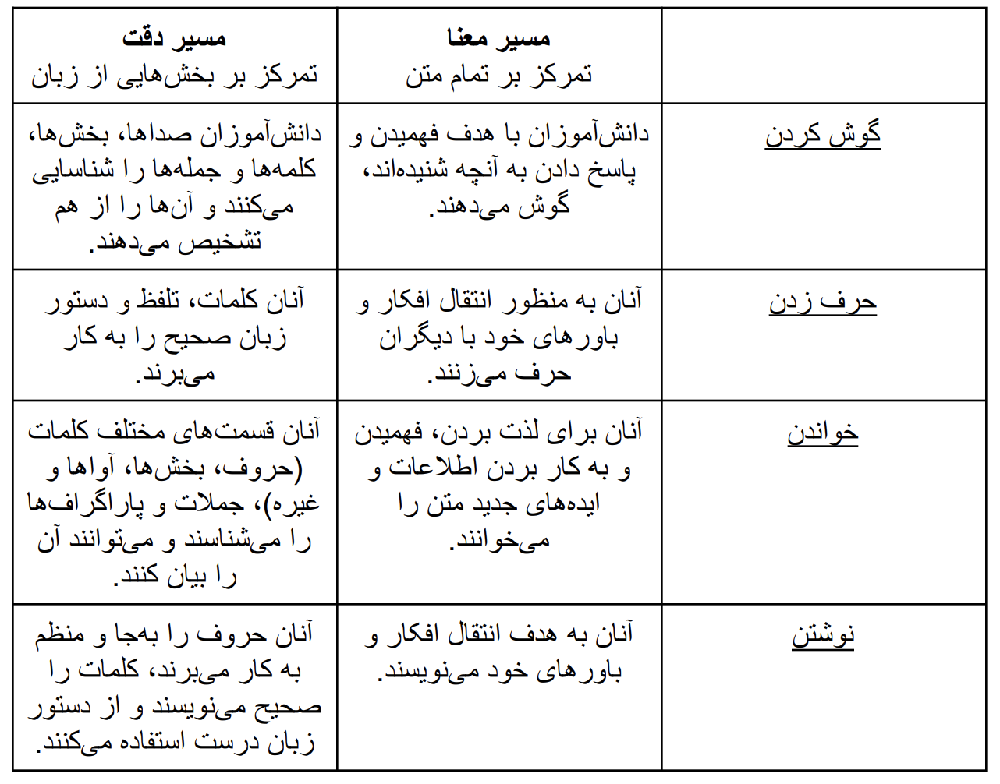 مسیر معنا
تمرکز بر تمام متن
مسیر دقت
تمرکز بر بخش‌هایی از زبان
گوش کردن
دانش‌آموزان با هدف فهمیدن و
پاسخ دادن به آنچه شنیده‌اند،
گوش می‌دهند.
دانش‌آموزان صداها، بخش‌ها،
کلمه‌ها و جمله‌ها را شناسایی
می‌کنند و آن‌ها را از هم
تشخیص می‌دهند.
حرف زدن
آنان به منظور انتقال افکار و
باورهای خود با دیگران
حرف می‌زنند.
آنان کلمات، تلفظ و دستور
زبان صحیح را به کار
می‌برند.
خواندن
آنان برای لذت بردن، فهمیدن
و به کار بردن اطلاعات و
ایده‌های جدید متن را
می‌خوانند.
آنان قسمت‌های مختلف کلمات
(حروف، بخش‌ها، آواها و
غیره)، جملات و پاراگراف‌ها
را می‌شناسند و می‌توانند آن
را بیان کنند.
نوشتن
آنان به هدف انتقال افکار و
باورهای خود می‌نویسند.
آنان حروف را به‌جا و منظم
به کار می‌برند، کلمات را
صحیح می‌نویسند و از دستور
زبان درست استفاده می‌کنند.